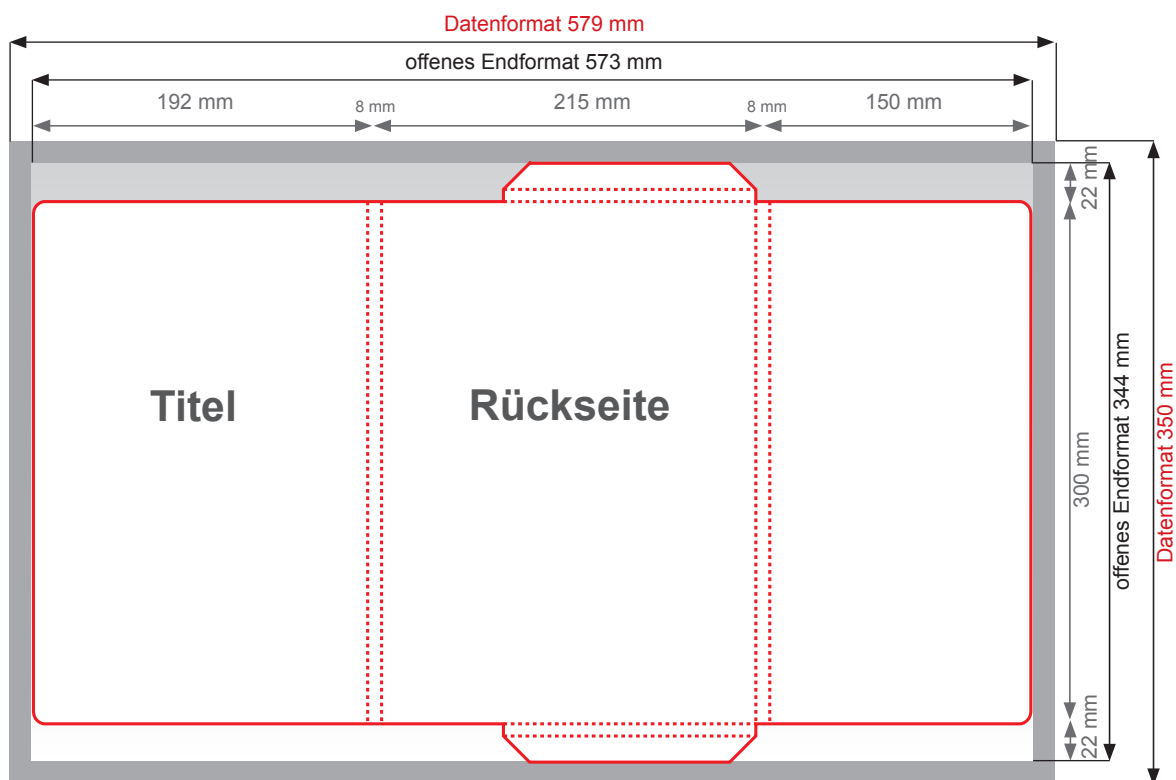 Datenformat 579 mm
offenes Endformat 573 mm
192 mm
8 mm
215 mm
8 mm
150 mm
22 mm
Titel
Rückseite
300 mm
offenes Endformat 344 mm
Datenformat 350 mm
22 mm